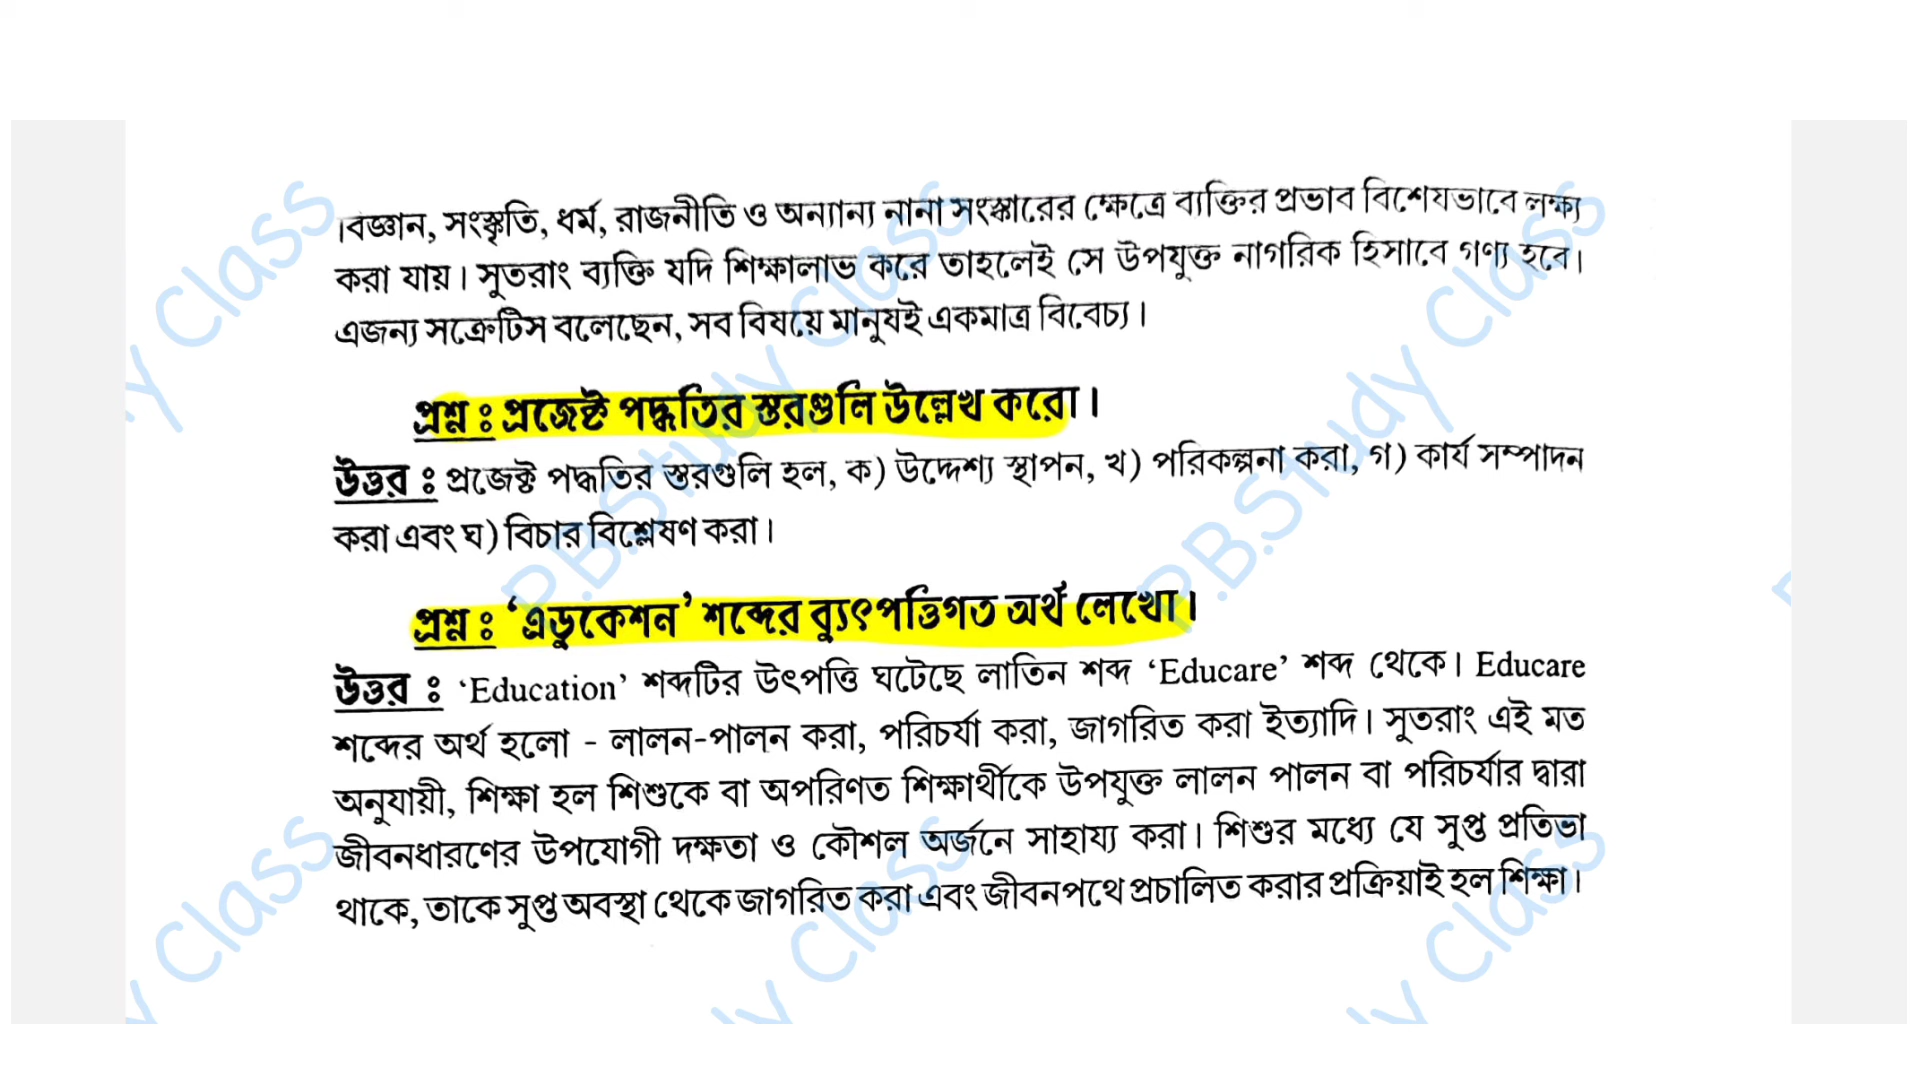 বিজ্ঞান, সংস্কৃতি, ধর্ম, রাজনীতি ও অন্যান্য নানা সংস্কারের ক্ষেত্রে ব্যক্তির প্রভাব বিশেষভাবে লক্ষ্য
করা যায়। সুতরাং ব্যক্তি যদি শিক্ষালাভ করে তাহলেই সে উপযুক্ত নাগরিক হিসাবে গণ্য হবে।
এজন্য সক্রেটিস বলেছেন, সব বিষয়ে মানুষই একমাত্র বিবেচ্য।
প্রশ্ন : প্রজেক্ট পদ্ধতির স্তরগুলি উল্লেখ করো।
উত্তর : প্রজেক্ট পদ্ধতির স্তরগুলি হল, ক) উদ্দেশ্য স্থাপন, খ) পরিকল্পনা করা, গ) কার্য সম্পাদন
করা এবং ঘ) বিচার বিশ্লেষণ করা।
প্রশ্ন : ‘এডুকেশন’ শব্দের ব্যুৎপত্তিগত অর্থ লেখো।
উত্তর : ‘Education’ শব্দটির উৎপত্তি ঘটেছে লাতিন শব্দ ‘Educare’ শব্দ থেকে। Educare
শব্দের অর্থ হলো - লালন-পালন করা, পরিচর্যা করা, জাগরিত করা ইত্যাদি। সুতরাং এই মত
অনুযায়ী, শিক্ষা হল শিশুকে বা অপরিণত শিক্ষার্থীকে উপযুক্ত লালন পালন বা পরিচর্যার দ্বারা
জীবনধারণের উপযোগী দক্ষতা ও কৌশল অর্জনে সাহায্য করা। শিশুর মধ্যে যে সুপ্ত প্রতিভা
থাকে, তাকে সুপ্ত অবস্থা থেকে জাগরিত করা এবং জীবনপথে প্রচালিত করার প্রক্রিয়াই হল শিক্ষা।
P.B.Study Class
P.B.Study Class